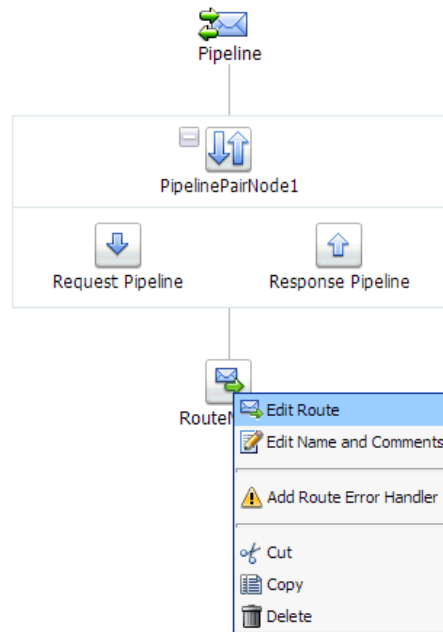 Pipeline
PipelinePairNode1
Request Pipeline
Response Pipeline
Edit Route
Edit Name and Comments
Add Route Error Handler
Cut
Copy
Delete